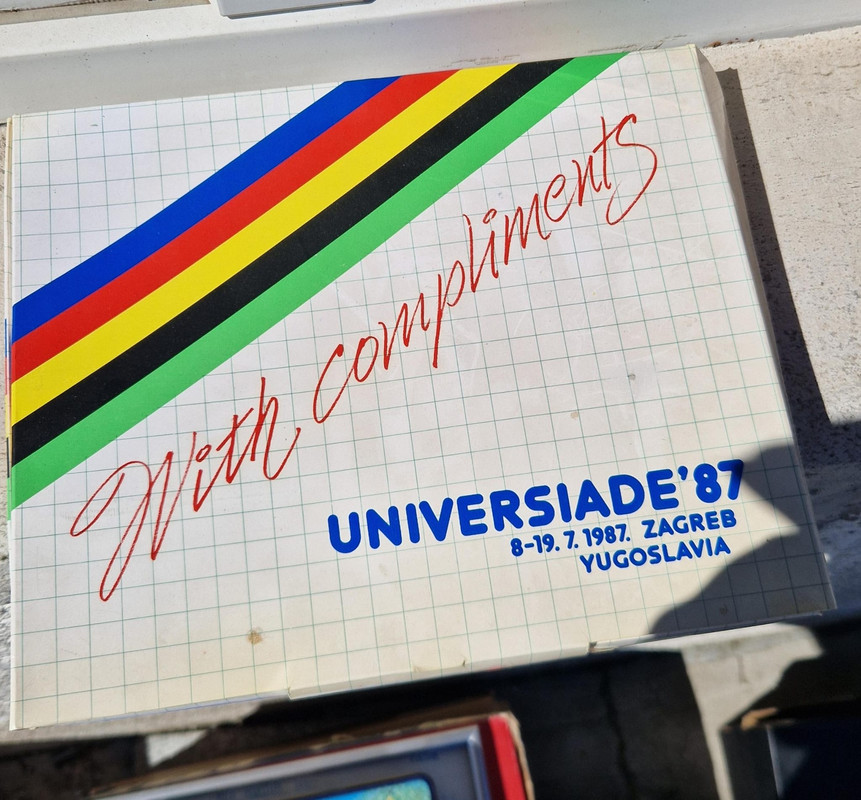 With compliments
UNIVERSIADE'87
8-19. 7. 1987. ZAGREB
YUGOSLAVIA